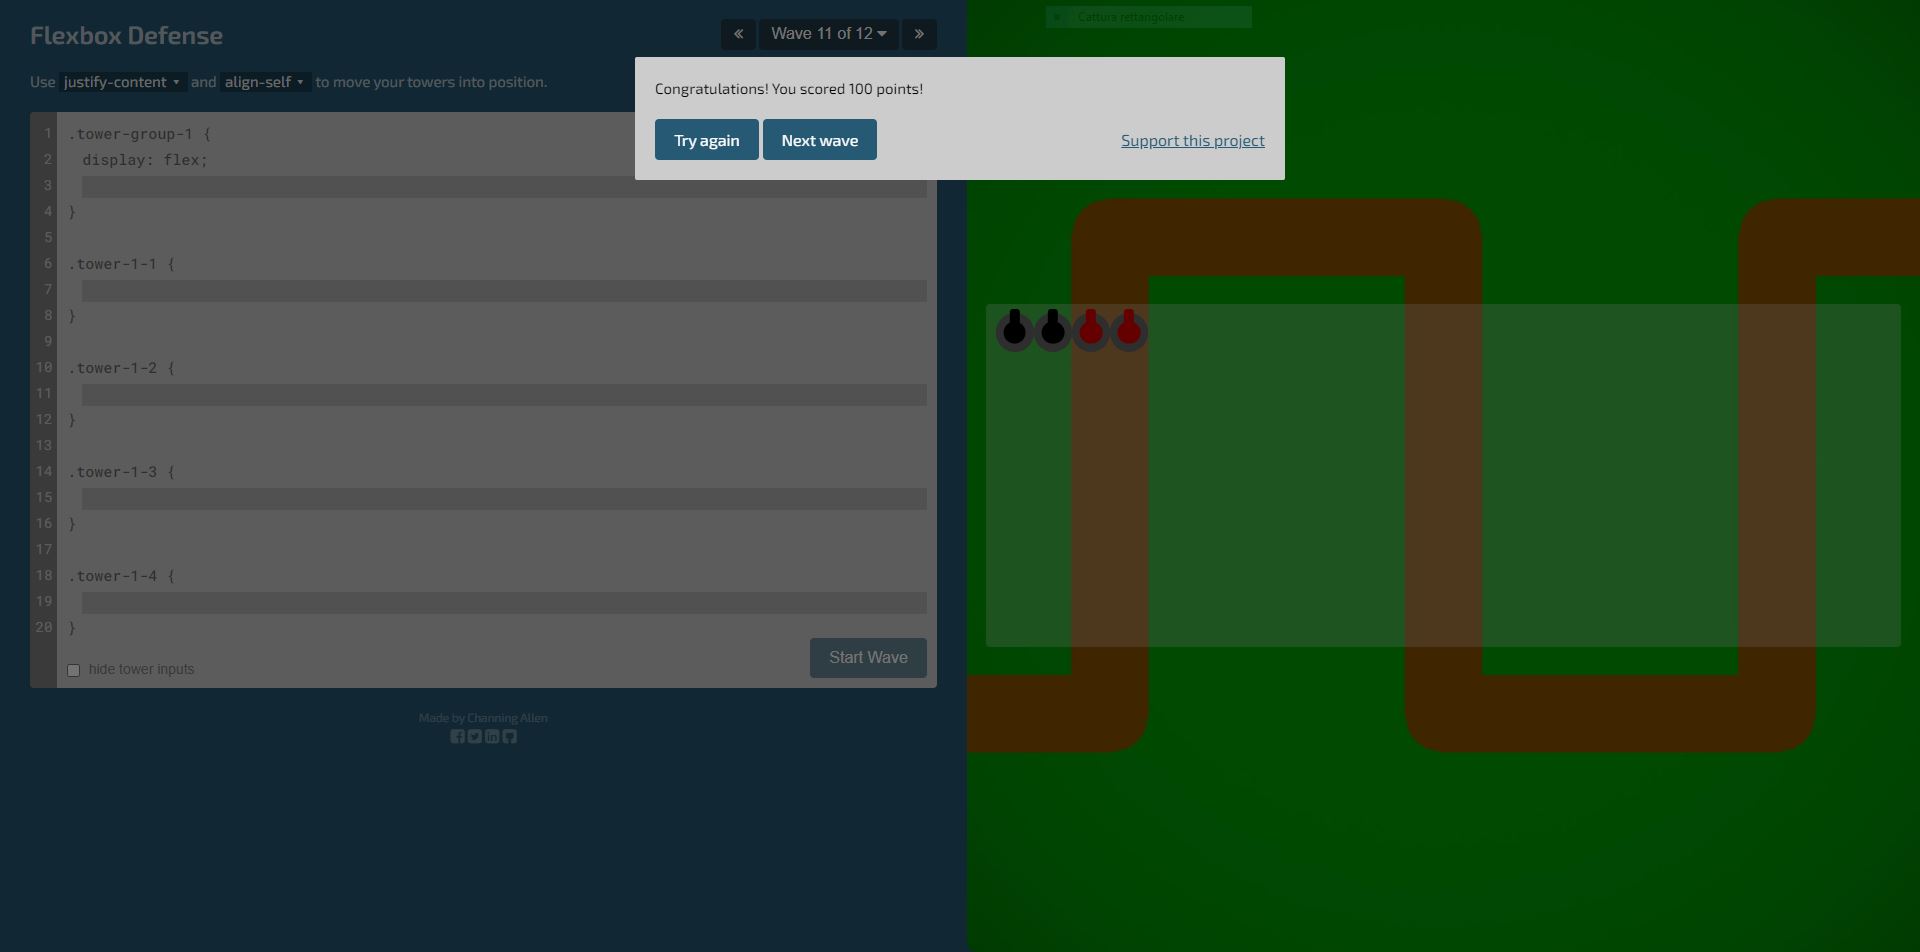 Flexbox Defense
« Wave 11 of 12 »
Cattura rettangolare
Use justify-content and align-self to move your towers into position.
Congratulations! You scored 100 points!
Try again Next wave Support this project
1 .tower-group-1 {
2 display: flex;
3
4 }
5
6 .tower-1-1 {
7
8 }
9
10 .tower-1-2 {
11
12 }
13
14 .tower-1-3 {
15
16 }
17
18 .tower-1-4 {
19
20 }
hide tower inputs
Start Wave
Made by Channing Allen